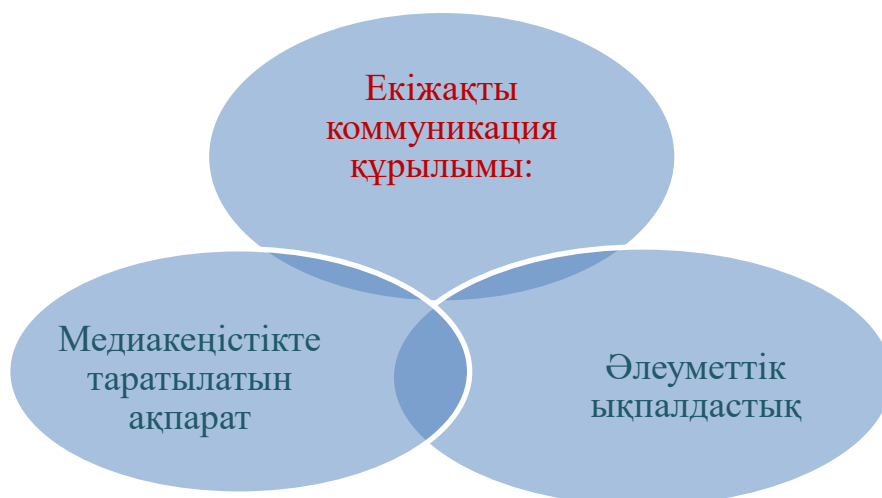 Екіжақты
коммуникация
құрылымы:
Медиакеңістікте
таратылатын
ақпарат
Әлеуметтік
ықпалдастық